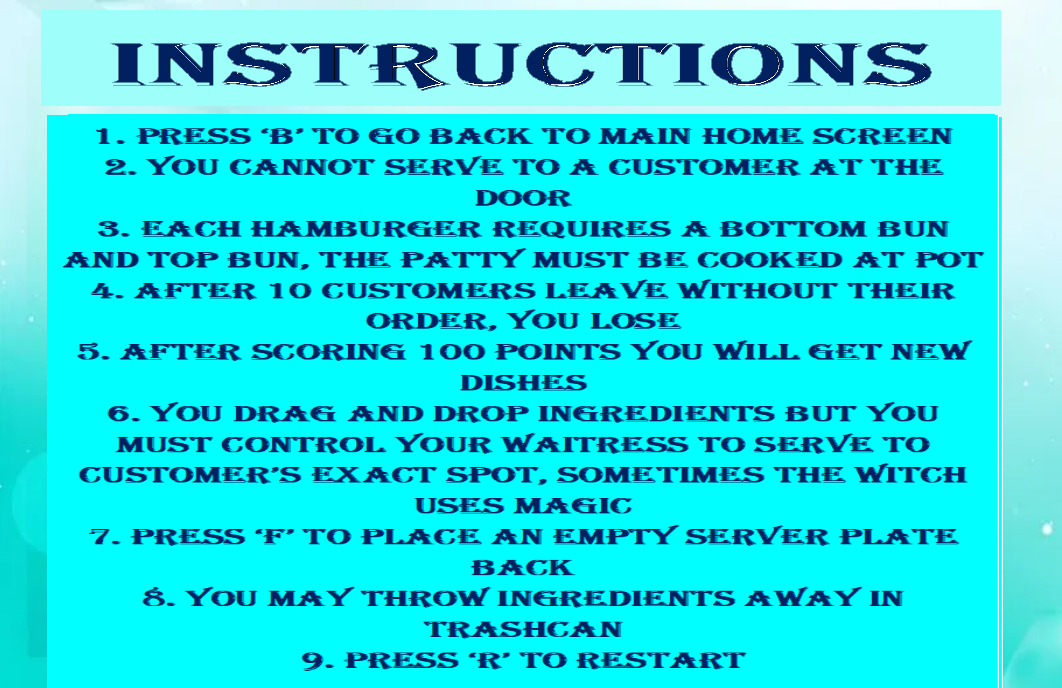 INSTRUCTIONS
1. PRESS ‘B’ TO GO BACK TO MAIN HOME SCREEN
2. YOU CANNOT SERVE TO A CUSTOMER AT THE
DOOR
3. EACH HAMBURGER REQUIRES A BOTTOM BUN
AND TOP BUN, THE PATTY MUST BE COOKED AT POT
4. AFTER 10 CUSTOMERS LEAVE WITHOUT THEIR
ORDER, YOU LOSE
5. AFTER SCORING 100 POINTS YOU WILL GET NEW
DISHES
6. YOU DRAG AND DROP INGREDIENTS BUT YOU
MUST CONTROL YOUR WAITRESS TO SERVE TO
CUSTOMER’S EXACT SPOT, SOMETIMES THE WITCH
USES MAGIC
7. PRESS ‘F’ TO PLACE AN EMPTY SERVER PLATE
BACK
8. YOU MAY THROW INGREDIENTS AWAY IN
TRASHCAN
9. PRESS ‘R’ TO RESTART